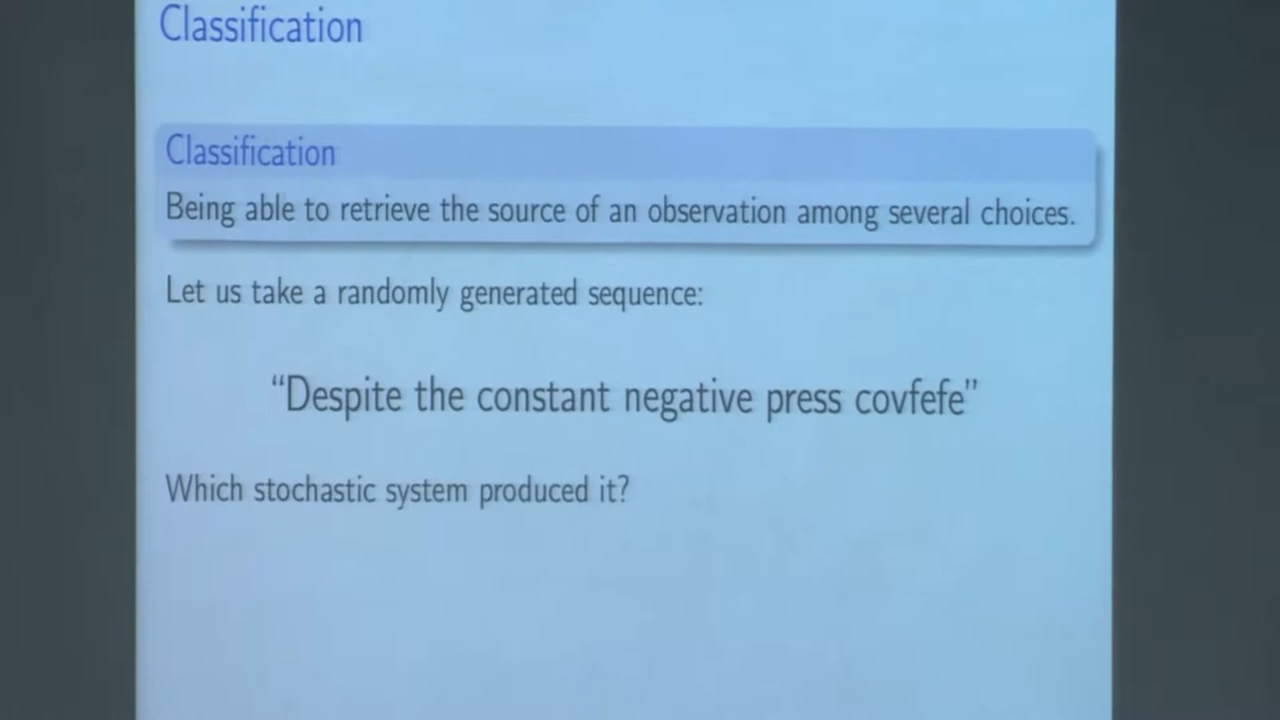 Classification
Classification
Being able to retrieve the source of an observation among several choices.
Let us take a randomly generated sequence:
“Despite the constant negative press covfefe”
Which stochastic system produced it?